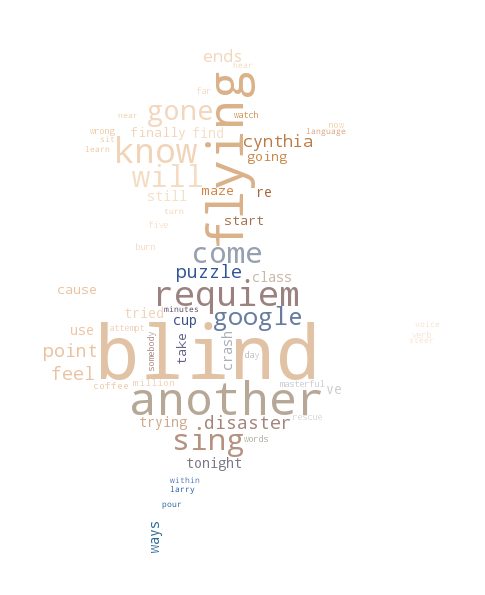 ends
near
far
flying
gone
watch
near
now
wrong
finally
find
language
sit
cynthia
learn
know
going
will
maze
re
still
turn
start
five
burn
come
puzzle
class
cause
requiem
minutes
tried
cup
google
use
attempt
voice
verb
blind
somebody
take
crash
day
point
feel
coffee
million
masterful
ve
another
trying
disaster
rescue
sing
words
tonight
within
larry
pour
ways